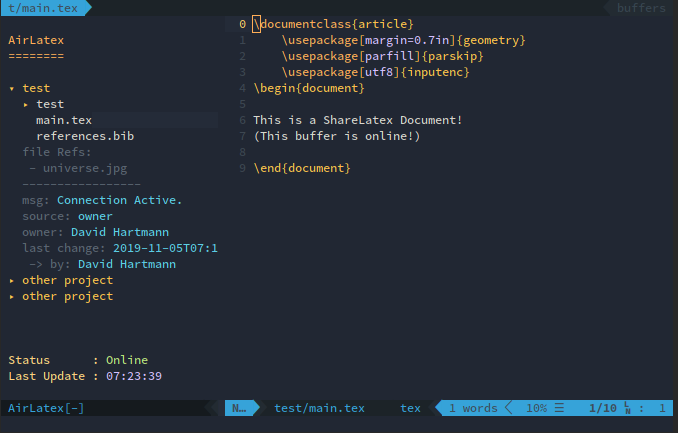 t/main.tex
buffers
AirLatex
========
▾ test
▸ test
main.tex
references.bib
file Refs:
- universe.jpg
-----------------
msg: Connection Active.
source: owner
owner: David Hartmann
last change: 2019-11-05T07:1
-> by: David Hartmann
▸ other project
▸ other project
Status : Online
Last Update : 07:23:39
0 \documentclass{article}
1 \usepackage[margin=0.7in]{geometry}
2 \usepackage[parfill]{parskip}
3 \usepackage[utf8]{inputenc}
4 \begin{document}
5
6 This is a ShareLatex Document!
7 (This buffer is online!)
8
9 \end{document}
AirLatex[-]
N… test/main.tex tex 1 words 10% ☰ 1/10 LN : 1